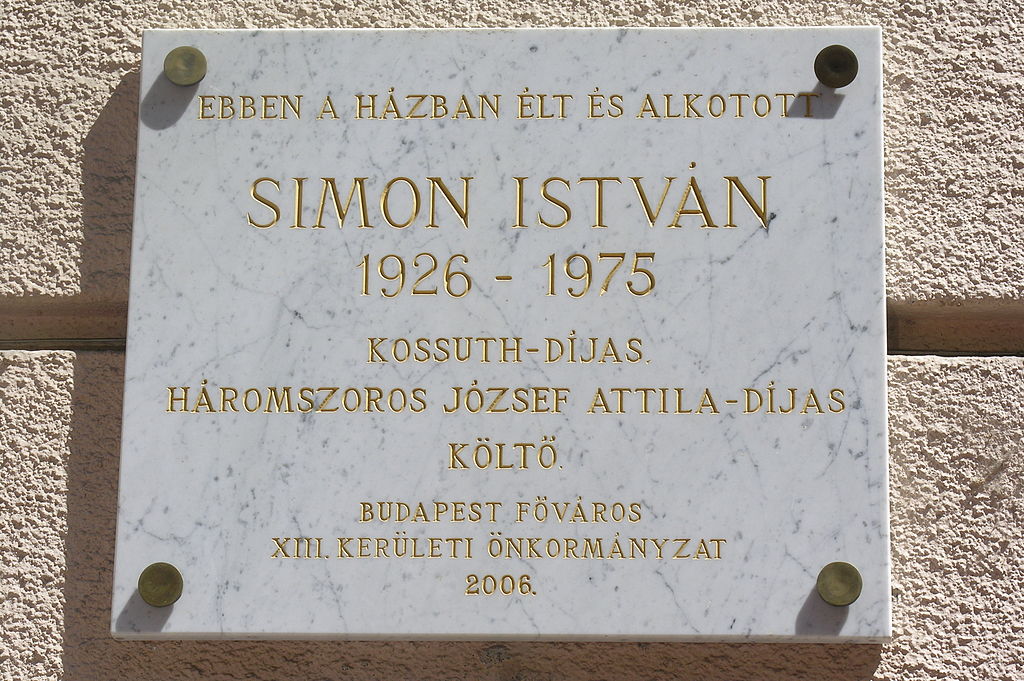 EBBEN A HÁZBAN ÉLT ÉS ALKOTOTT
SIMON ISTVÁN
1926 - 1975
KOSSUTH-DÍJAS.
HÁROMSZOROS JÓZSEF ATTILA-DÍJAS
KÖLTŐ.
BUDAPEST FŐVÁROS
XIII. KERÜLETI ÖNKORMÁNYZAT
2006.